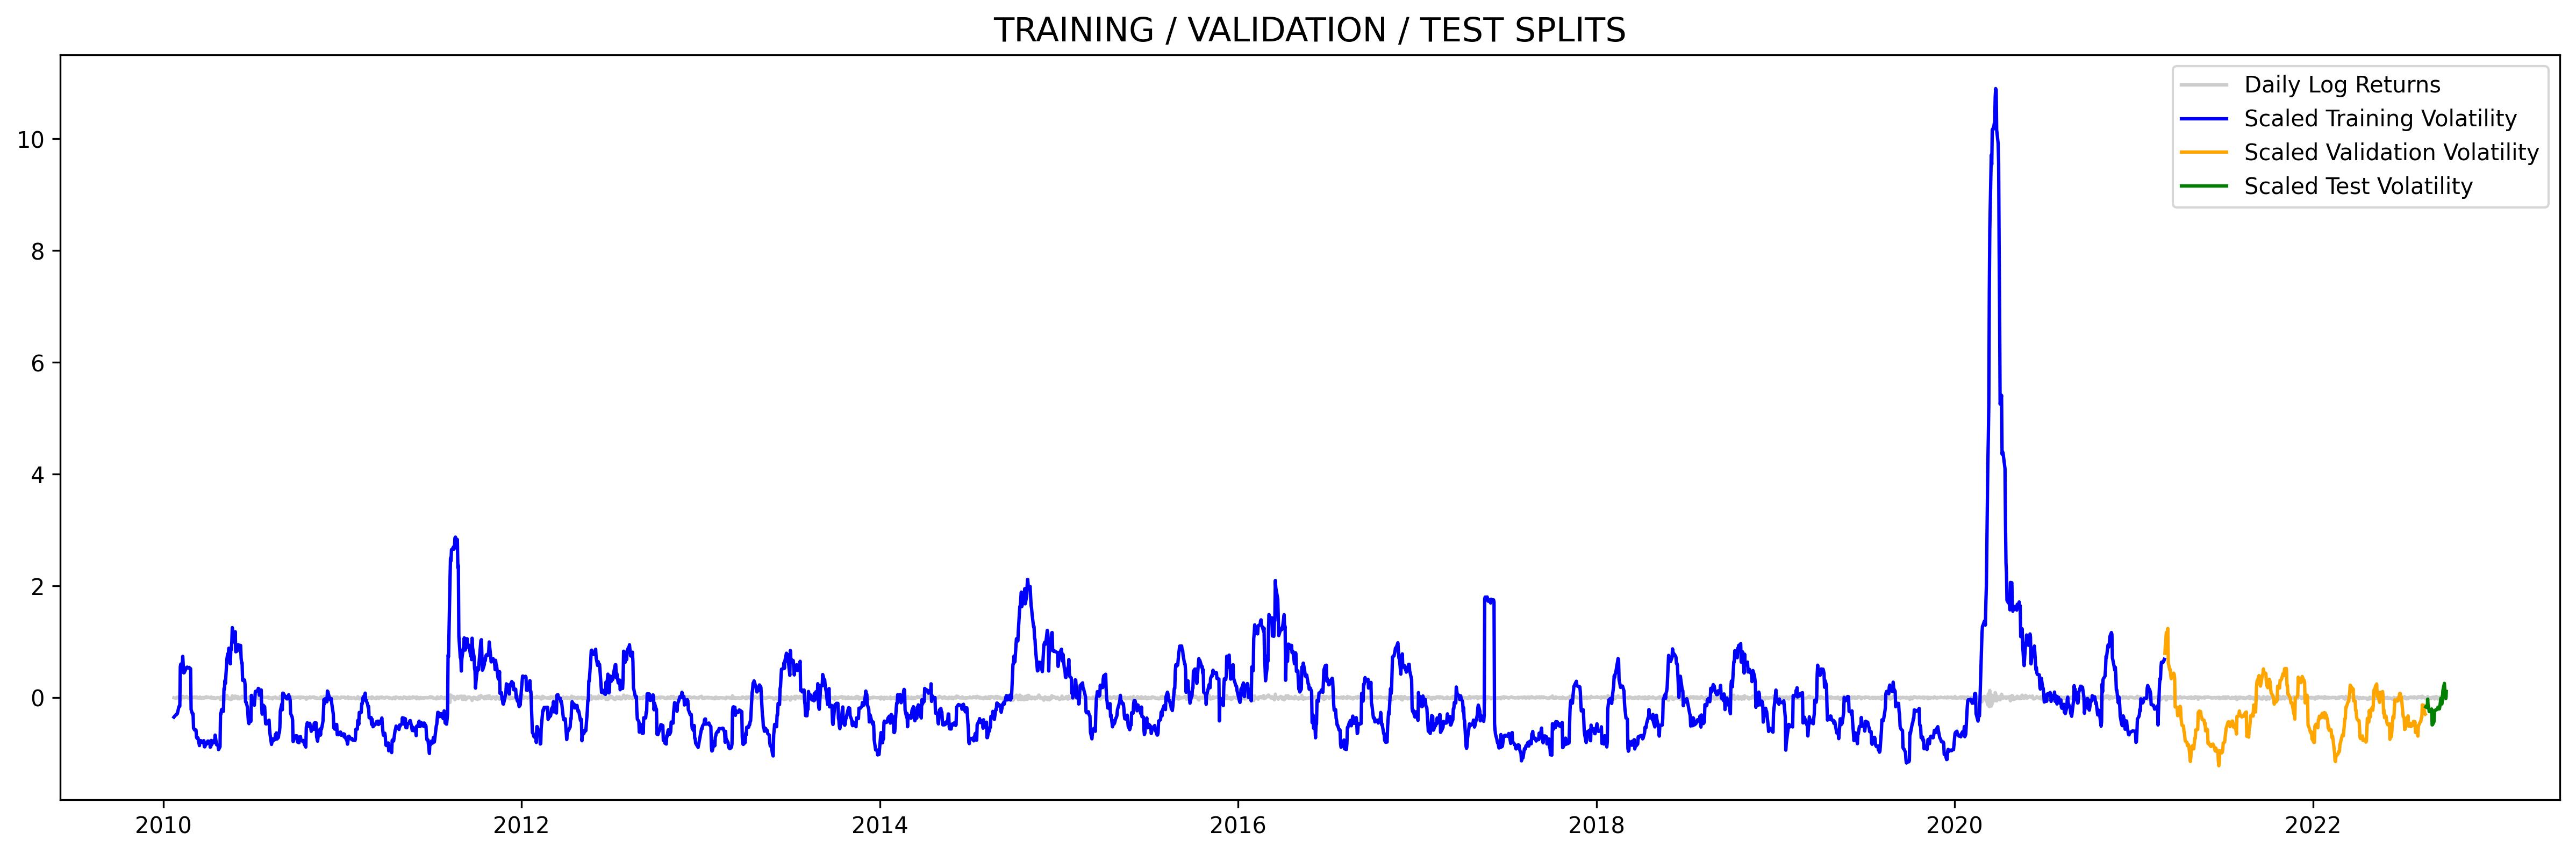 TRAINING / VALIDATION / TEST SPLITS
Daily Log Returns
Scaled Training Volatility
Scaled Validation Volatility
Scaled Test Volatility
10
8
6
4
2
0
2010 2012 2014 2016 2018 2020 2022